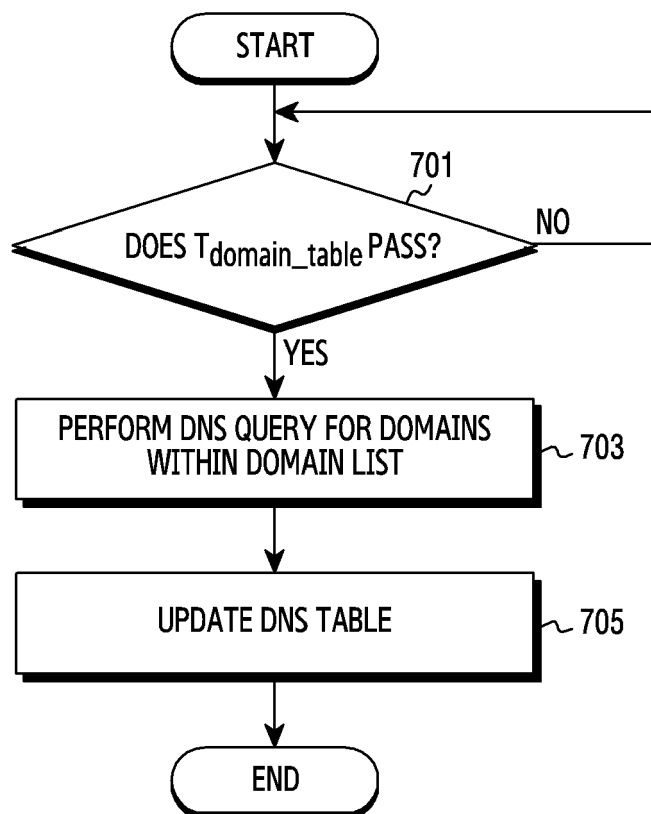 START
701
DOES Tdomain_table PASS?
NO
YES
PERFORM DNS QUERY FOR DOMAINS
WITHIN DOMAIN LIST
703
UPDATE DNS TABLE
705
END